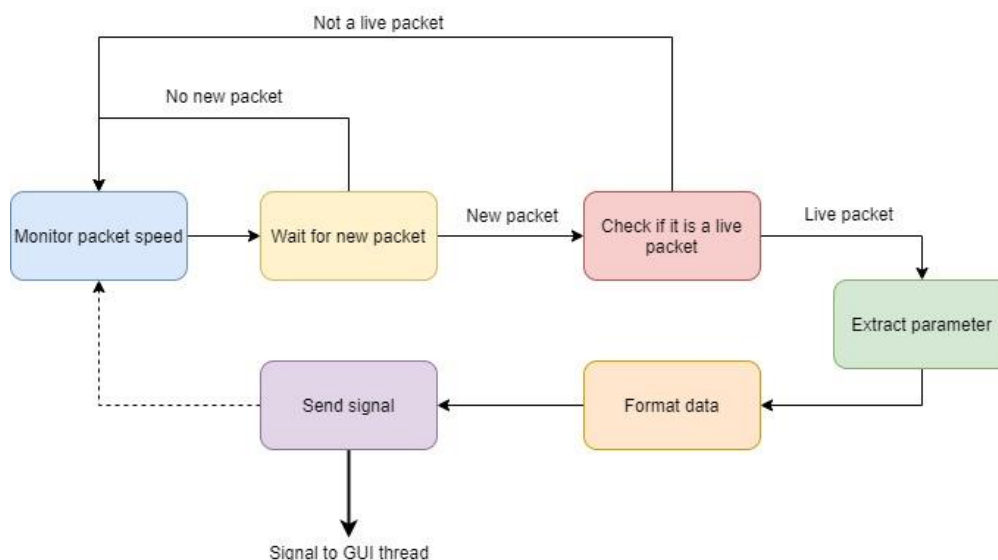 Not a live packet
No new packet
Monitor packet speed
Wait for new packet
New packet
Check if it is a live
packet
Live packet
Extract parameter
Send signal
Format data
Signal to GUI thread